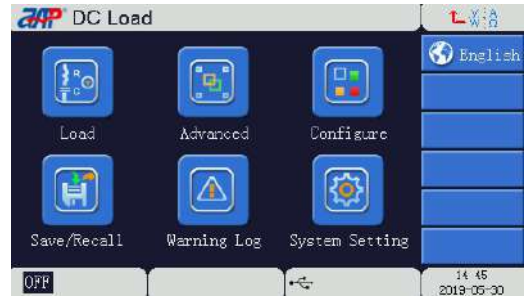 DC Load
English
Load
Advanced
Configure
Save/Recall
Warning Log
System Setting
OFF
14 45
2019-05-30